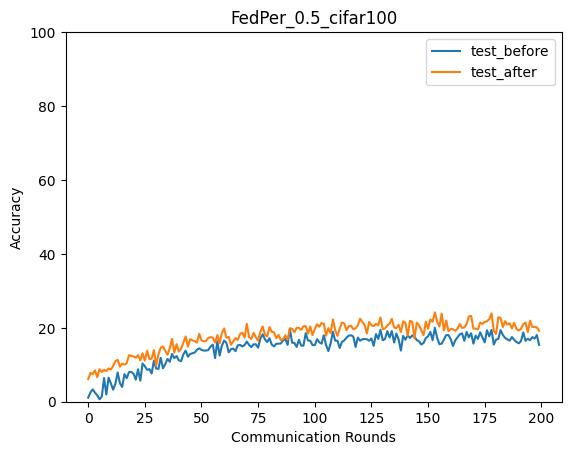 FedPer_0.5_cifar100
test_before
test_after
100
80
60
40
20
0
Accuracy
0 25 50 75 100 125 150 175 200
Communication Rounds